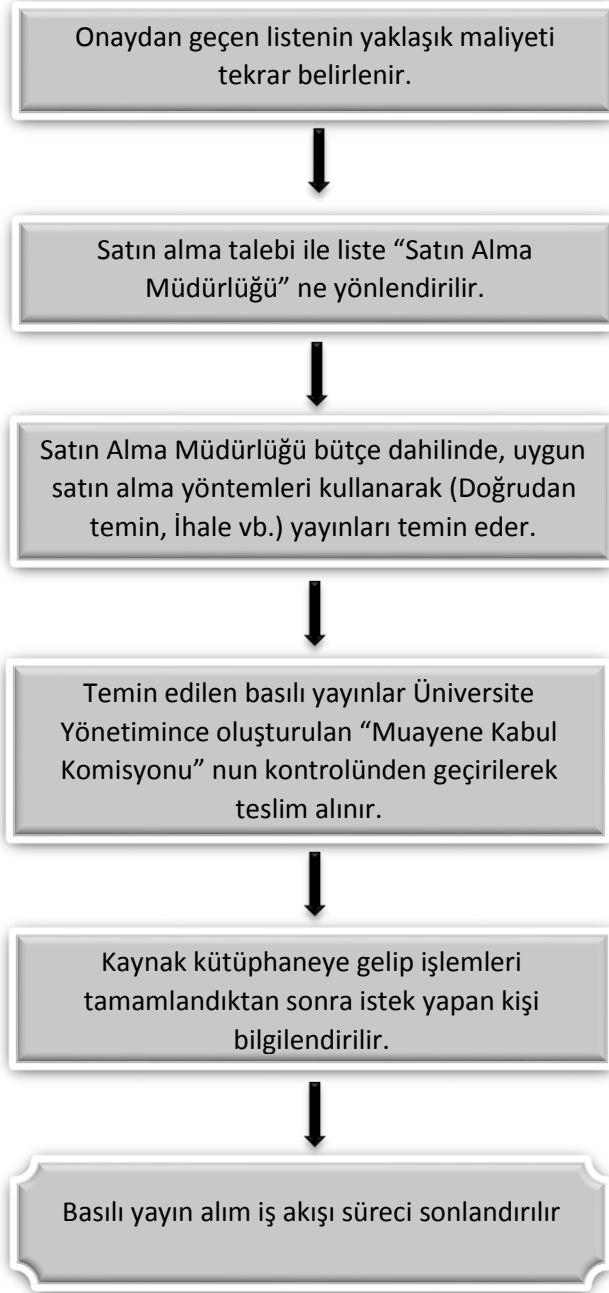 Onaydan geçen listenin yaklaşık maliyeti
tekrar belirlenir.
Satın alma talebi ile liste “Satın Alma
Müdürlüğü” ne yönlendirilir.
Satın Alma Müdürlüğü bütçe dahilinde, uygun
satın alma yöntemleri kullanarak (Doğrudan
temin, İhale vb.) yayınları temin eder.
Temin edilen basılı yayınlar Üniversite
Yönetimince oluşturulan “Muayene Kabul
Komisyonu” nun kontrolünden geçirilerek
teslim alınır.
Kaynak kütüphaneye gelip işlemleri
tamamlandıktan sonra istek yapan kişi
bilgilendirilir.
Basılı yayın alım iş akışı süreci sonlandırılır